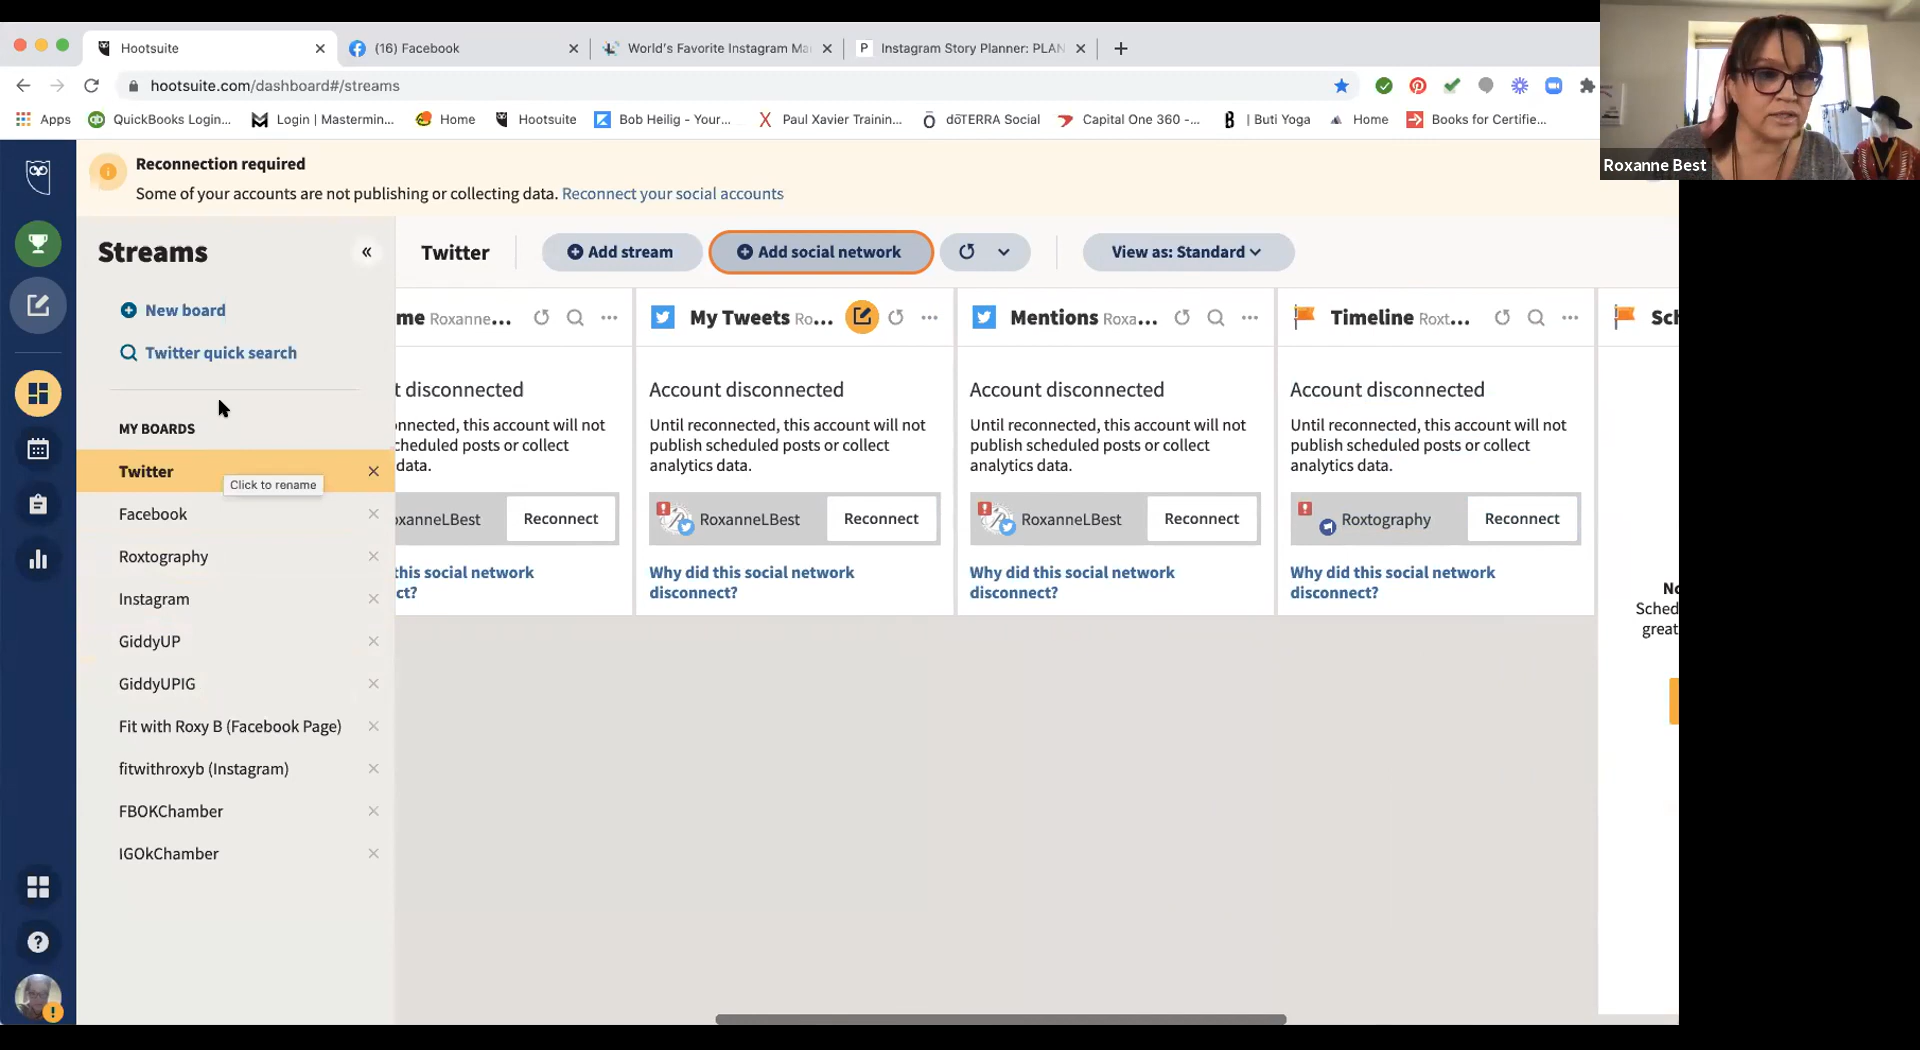 Hootsuite
(16) Facebook
World's Favorite Instagram Ma
Instagram Story Planner: PLAN
hootsuite.com/dashboard#/streams
Apps
QuickBooks Login...
Login | Mastermin...
Home
Hootsuite
Bob Heilig - Your...
Paul Xavier Trainin...
dōTERRA Social
Capital One 360 -...
| Buti Yoga
Home
Books for Certifie...
Roxanne Best
Reconnection required
Some of your accounts are not publishing or collecting data. Reconnect your social accounts
Streams
«
New board
Twitter quick search
MY BOARDS
Twitter
Click to rename
Facebook
Roxtography
Instagram
GiddyUP
GiddyUPIG
Fit with Roxy B (Facebook Page)
fitwithroxyb (Instagram)
FBOKChamber
IGOkChamber
Twitter
Add stream
Add social network
View as: Standard
me Roxanne...
t disconnected
nnected, this account will not
cheduled posts or collect
data.
oxanneLBest
Reconnect
this social network
ct?
My Tweets Ro...
Account disconnected
Until reconnected, this account will not
publish scheduled posts or collect
analytics data.
RoxanneLBest
Reconnect
Why did this social network
disconnect?
Mentions Roxa...
Account disconnected
Until reconnected, this account will not
publish scheduled posts or collect
analytics data.
RoxanneLBest
Reconnect
Why did this social network
disconnect?
Timeline Roxt...
Account disconnected
Until reconnected, this account will not
publish scheduled posts or collect
analytics data.
Roxtography
Reconnect
Why did this social network
disconnect?
Sch
No
Sched
great